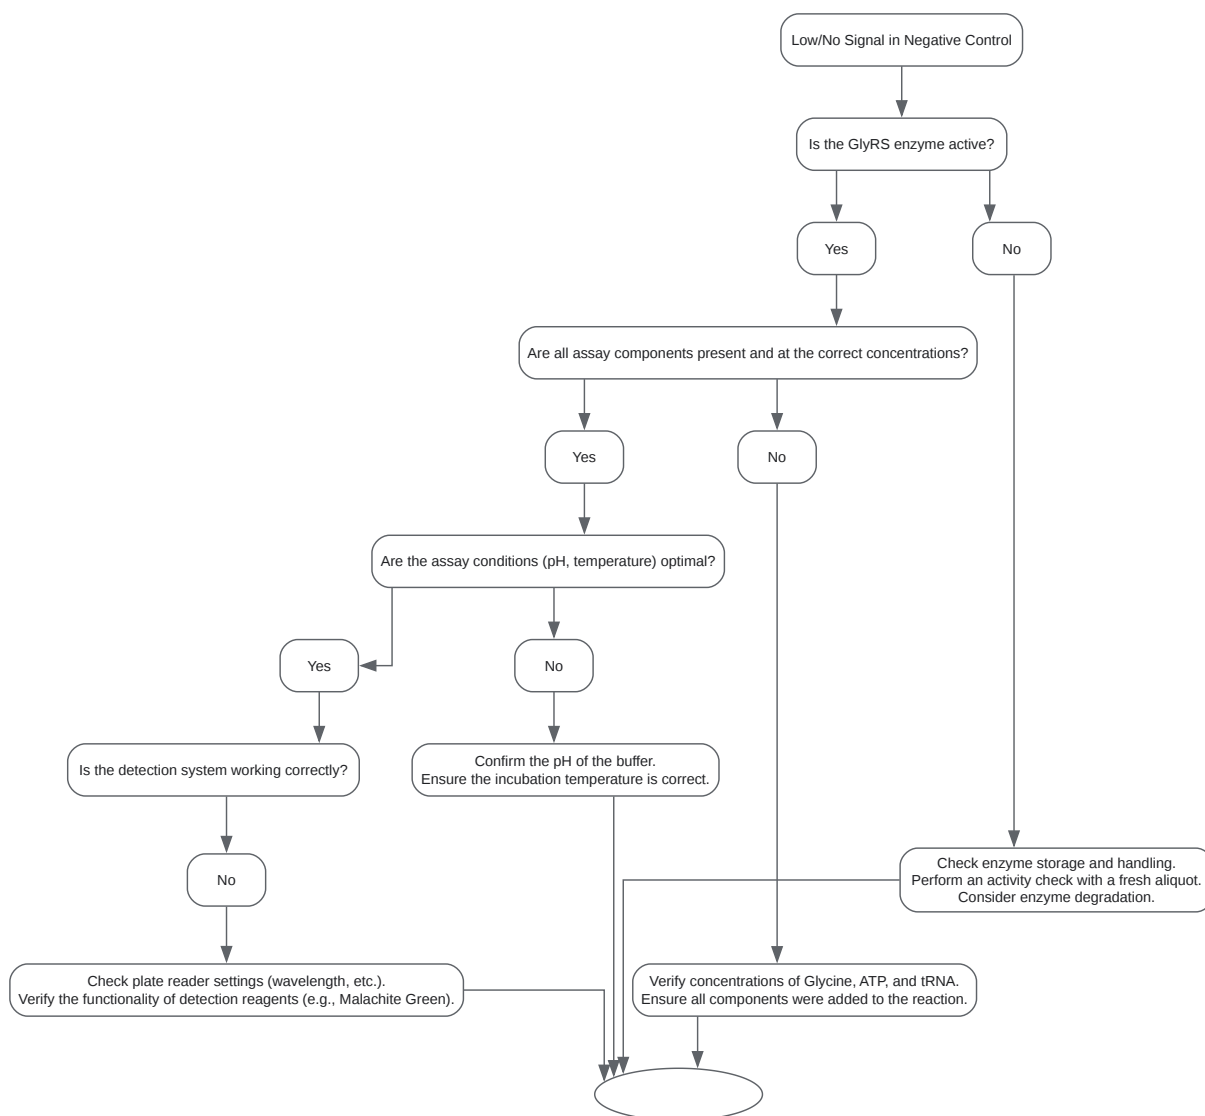 Low/No Signal in Negative Control
Is the GlyRS enzyme active?
Yes
No
Are all assay components present and at the correct concentrations?
Yes
No
Are the assay conditions (pH, temperature) optimal?
Yes
No
Is the detection system working correctly?
Confirm the pH of the buffer.
Ensure the incubation temperature is correct.
No
Check enzyme storage and handling.
Perform an activity check with a fresh aliquot.
Consider enzyme degradation.
Check plate reader settings (wavelength, etc.).
Verify the functionality of detection reagents (e.g., Malachite Green).
Verify concentrations of Glycine, ATP, and tRNA.
Ensure all components were added to the reaction.